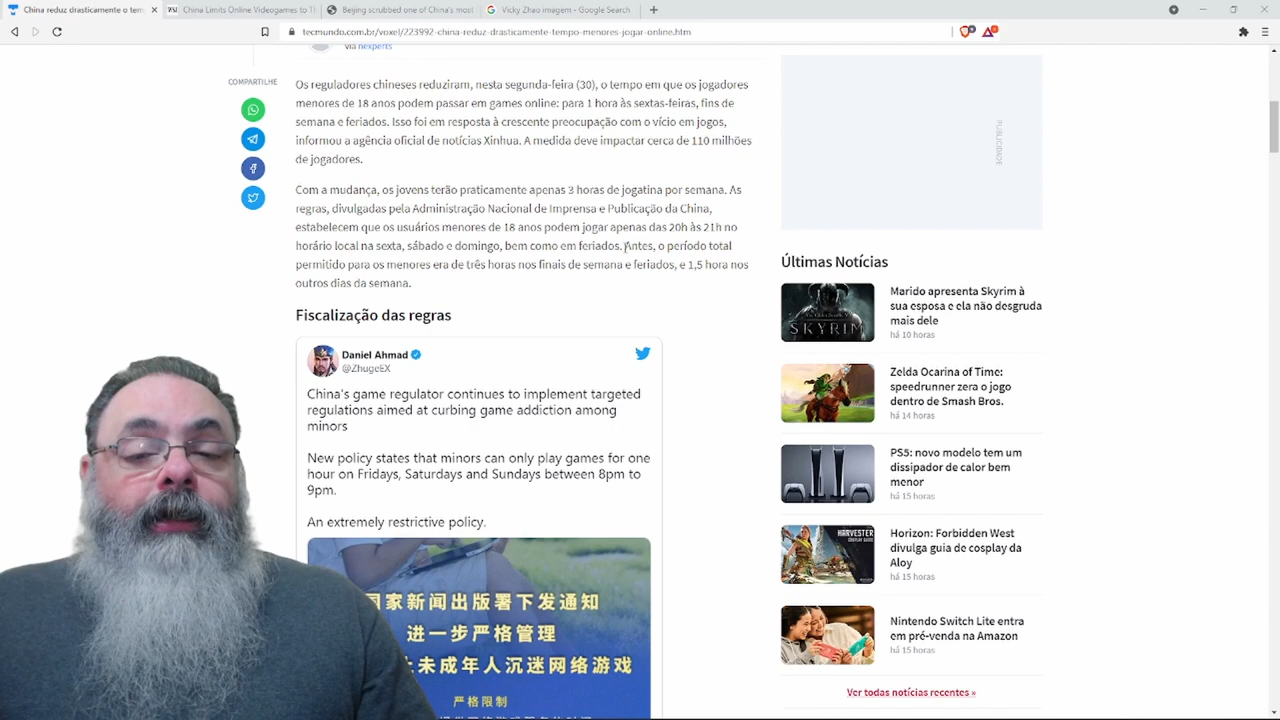 China reduz drasticamente o tem
China Limits Online Videogames to Th
Beijing scrubbed one of China's most
Vicky Zhao imagem - Google Search
tecmundo.com.br/voxel/223992-china-reduz-drasticamente-tempo-menores-jogar-online.htm
via nexperts
COMPARTILHE
Os reguladores chineses reduziram, nesta segunda-feira (30), o tempo em que os jogadores
menores de 18 anos podem passar em games online: para 1 hora às sextas-feiras, fins de
semana e feriados. Isso foi em resposta à crescente preocupação com o vício em jogos,
informou a agência oficial de notícias Xinhua. A medida deve impactar cerca de 110 milhões
de jogadores.
Com a mudança, os jovens terão praticamente apenas 3 horas de jogatina por semana. As
regras, divulgadas pela Administração Nacional de Imprensa e Publicação da China,
estabelecem que os usuários menores de 18 anos podem jogar apenas das 20h às 21h no
horário local na sexta, sábado e domingo, bem como em feriados. Antes, o período total
permitido para os menores era de três horas nos finais de semana e feriados, e 1,5 hora nos
outros dias da semana.
Fiscalização das regras
Daniel Ahmad
@ZhugeEX
China's game regulator continues to implement targeted
regulations aimed at curbing game addiction among
minors
New policy states that minors can only play games for one
hour on Fridays, Saturdays and Sundays between 8pm to
9pm.
An extremely restrictive policy.
国家新闻出版署下发通知
进一步严格管理
止未成年人沉迷网络游戏
严格限制
PUBLICIDADE
Últimas Notícias
Marido apresenta Skyrim à
sua esposa e ela não desgruda
mais dele
há 10 horas
SKYRIM
Zelda Ocarina of Time:
speedrunner zera o jogo
dentro de Smash Bros.
há 14 horas
PS5: novo modelo tem um
dissipador de calor bem
menor
há 15 horas
Horizon: Forbidden West
divulga guia de cosplay da
Aloy
há 15 horas
HARVESTER
Nintendo Switch Lite entra
em pré-venda na Amazon
há 15 horas
Ver todas notícias recentes »